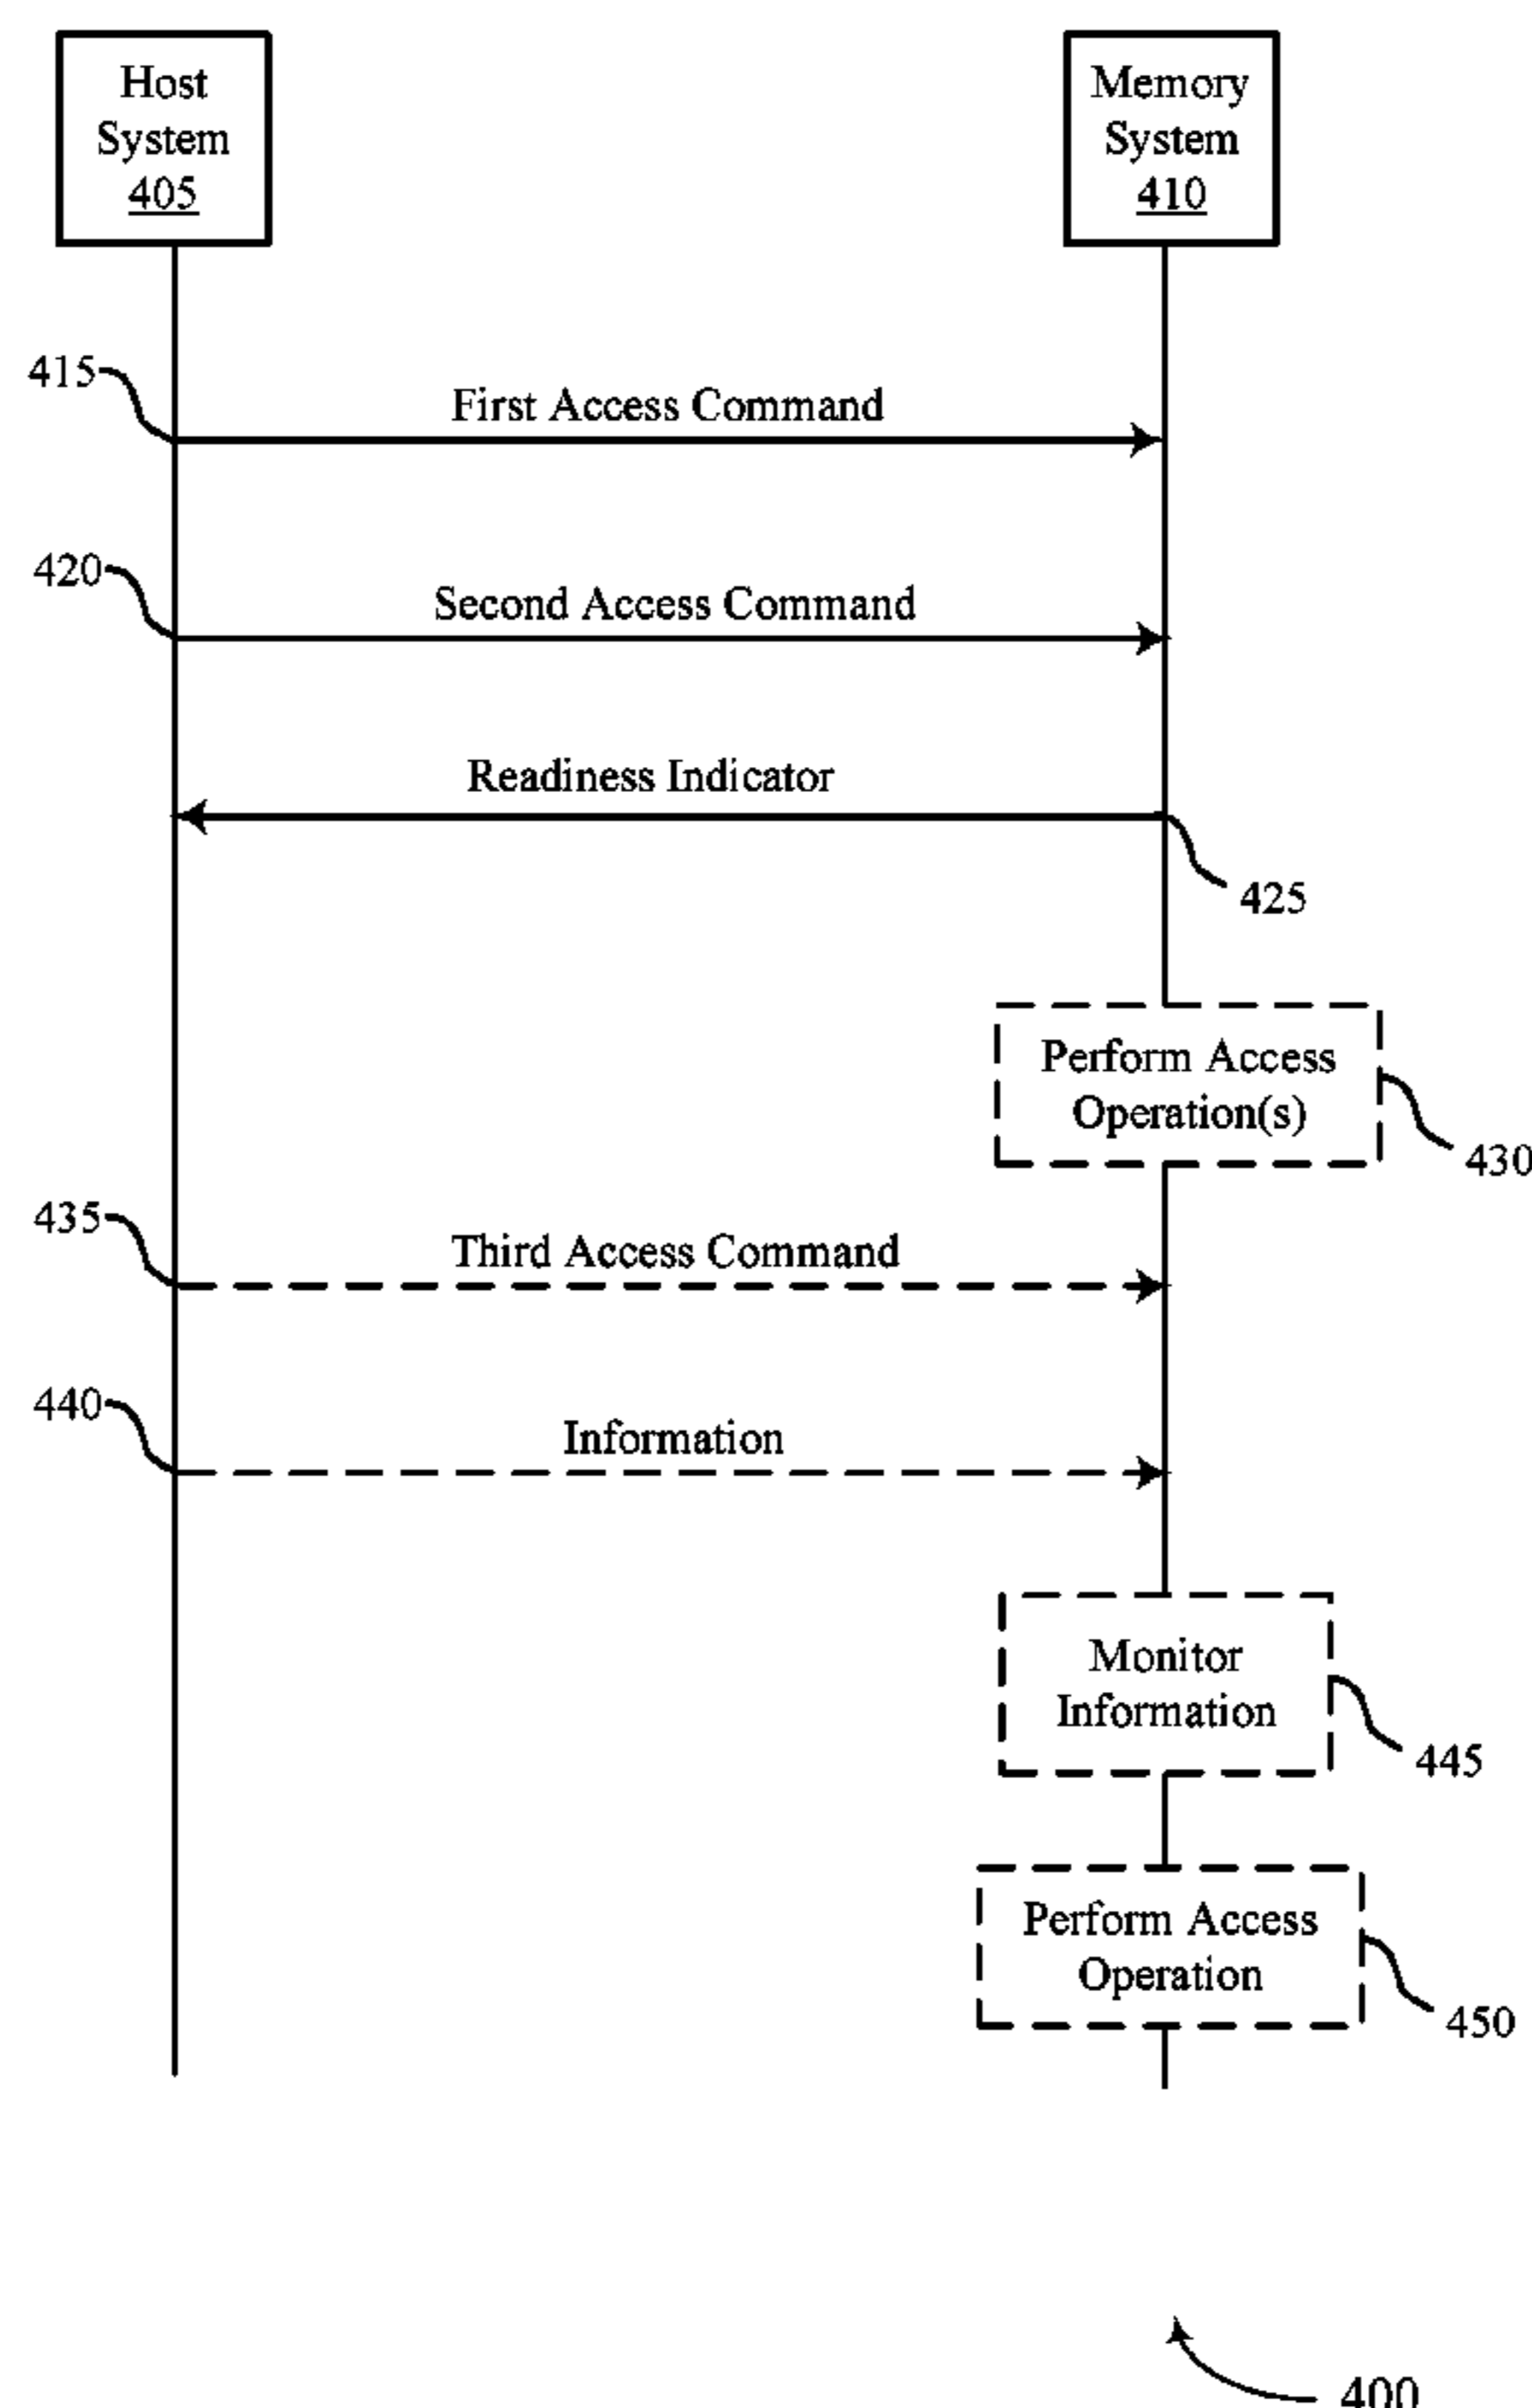 Host
System
405
Memory
System
410
415
First Access Command
420
Second Access Command
Readiness Indicator
425
Perform Access
Operation(s)
430
435
Third Access Command
440
Information
Monitor
Information
445
Perform Access
Operation
450
400